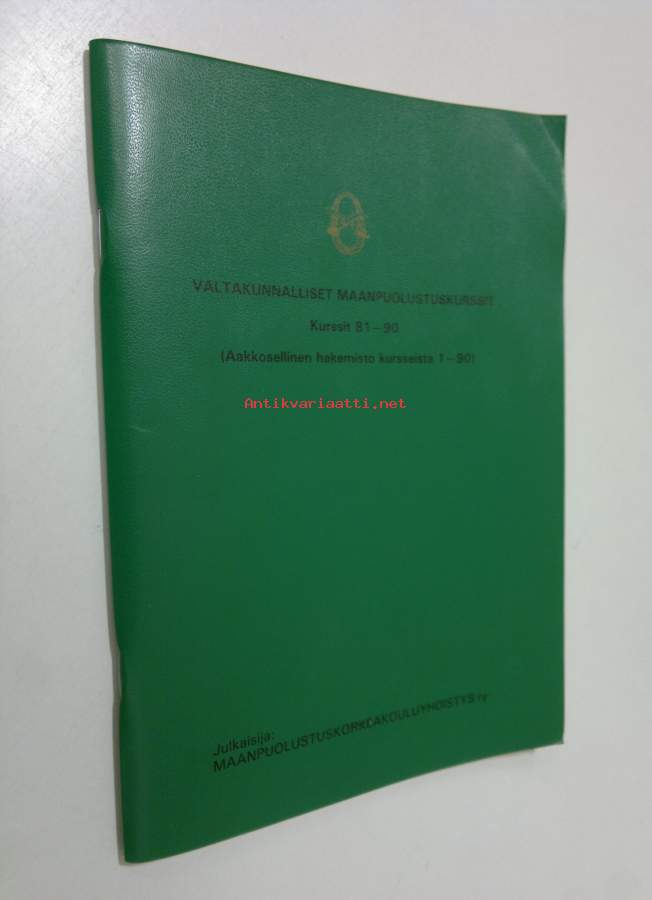 VALTAKUNNALLISET MAANPUOLUSTUSKURSSIT
Kurssit 81—90
(Aakkosellinen hakemisto kursseista 1—90)
Antikvariaatti.net
Julkaisija:
MAANPUOLUSTUSKORKEAKOULUYHDISTYS ry